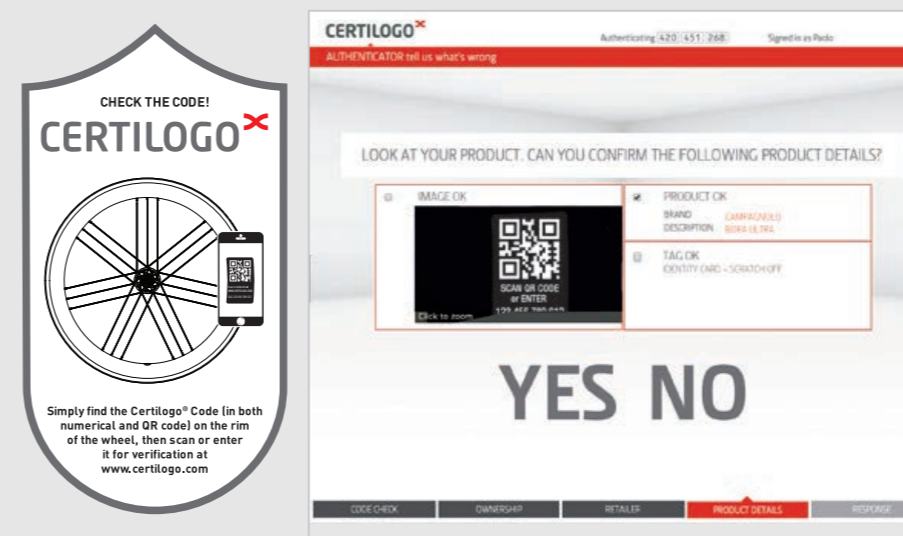 CHECK THE CODE!
CERTILOGO
Simply find the Certilogo® Code (in both
numerical and QR code) on the rim
of the wheel, then scan or enter
it for verification at
www.certilogo.com
CERTILOGO
Authenticating 420 451 268
Signed in as Paolo
AUTHENTICATOR tell us what's wrong
LOOK AT YOUR PRODUCT. CAN YOU CONFIRM THE FOLLOWING PRODUCT DETAILS?
IMAGE OK
SCAN QR CODE
or ENTER
123 456 789 012
Click to zoom
PRODUCT OK
BRAND CAMPAGNOLO
DESCRIPTION BORA ULTRA
TAG OK
IDENTITY CARD - SCRATCH OFF
YES NO
CODE CHECK
OWNERSHIP
RETAILER
PRODUCT DETAILS
RESPONSE